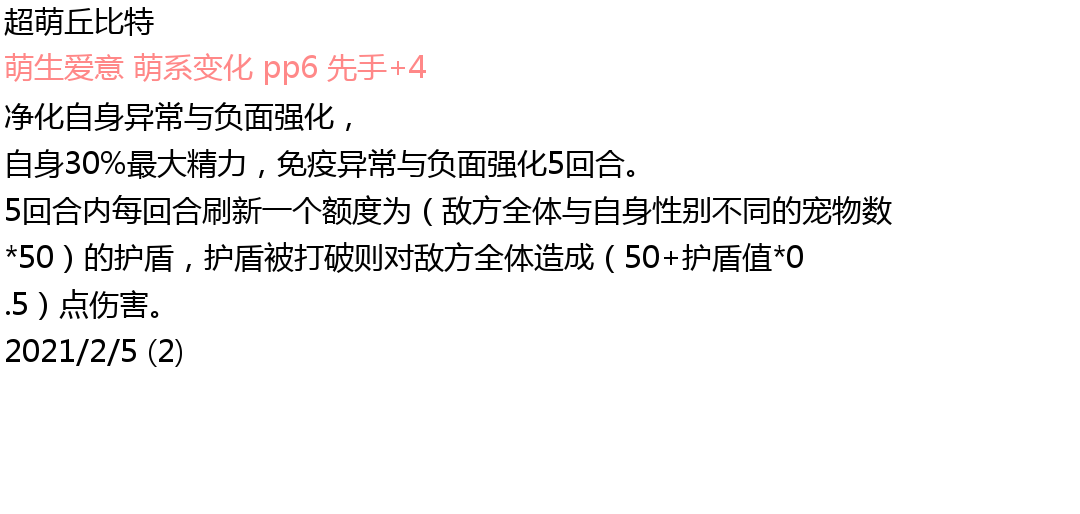 超萌丘比特
萌生爱意 萌系变化 pp6 先手+4
净化自身异常与负面强化，
自身30%最大精力，免疫异常与负面强化5回合。
5回合内每回合刷新一个额度为（敌方全体与自身性别不同的宠物数
*50）的护盾，护盾被打破则对敌方全体造成（50+护盾值*0
.5）点伤害。
2021/2/5 (2)